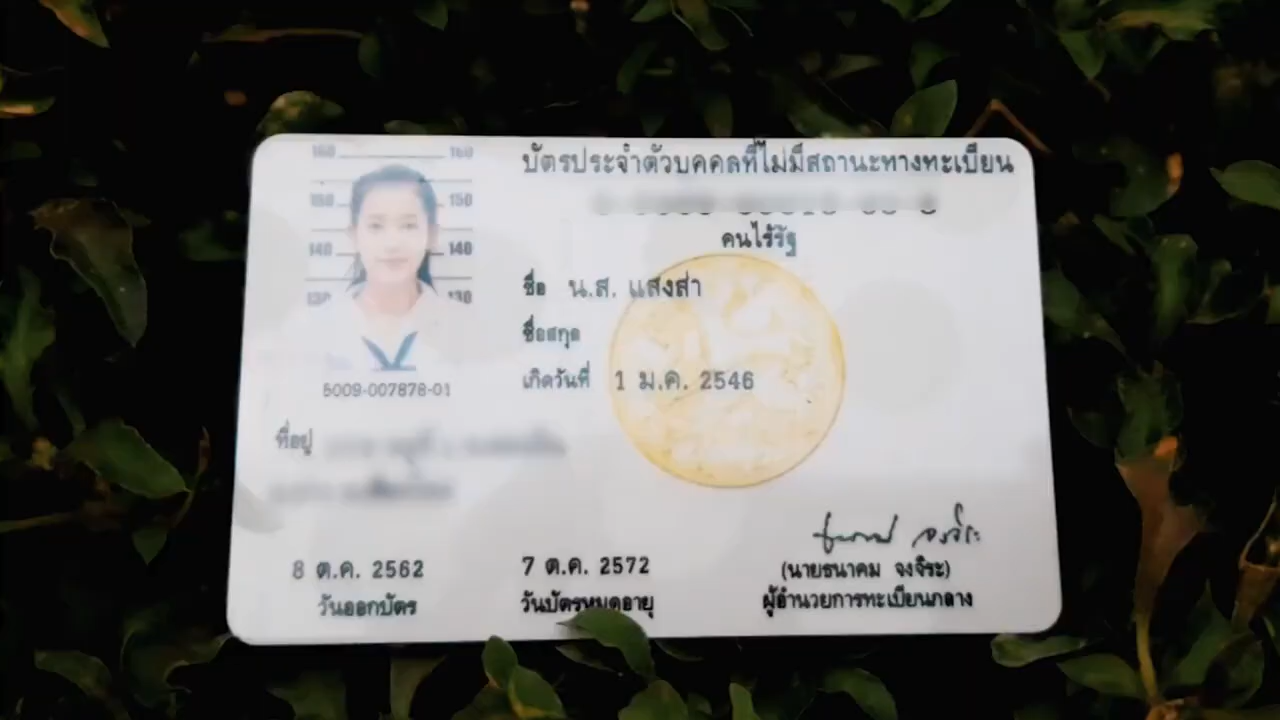 บัตรประจำตัวบุคคลที่ไม่มีสถานะทางทะเบียน
คนไร้รัฐ
160 160
150 150
140 140
130 130
ชื่อ น.ส. แสงส่า
ชื่อสกุล
เกิดวันที่ 1 ม.ค. 2546
5009-007878-01
ที่อยู่
8 ต.ค. 2562
วันออกบัตร
7 ต.ค. 2572
วันบัตรหมดอายุ
(นายธนาคม จงจิระ)
ผู้อำนวยการทะเบียนกลาง